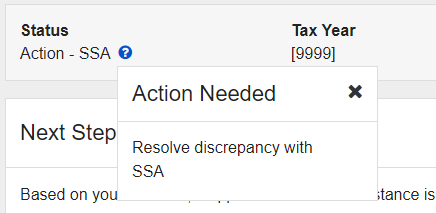 Status
Tax Year
Action - SSA
[9999]
Action Needed
Resolve discrepancy with
SSA
Next Step
Based on you
stance is